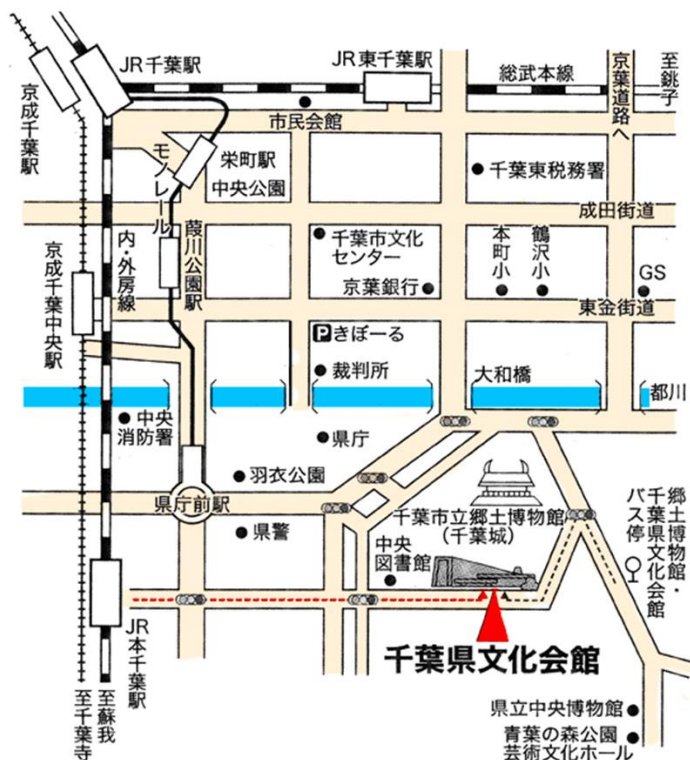 JR千葉駅
JR東千葉駅
総武本線
京葉道路へ
至銚子
京成千葉駅
市民会館
モノレール
栄町駅
中央公園
千葉東税務署
成田街道
内・外房線
葭川公園駅
千葉市文化
センター
本町小
鶴沢小
京葉銀行
GS
京成千葉中央駅
東金街道
Pきぼーる
裁判所
大和橋
都川
中央
消防署
県庁
羽衣公園
県庁前駅
県警
千葉市立郷土博物館
(千葉城)
中央
図書館
郷土博物館・
千葉県文化会館
バス停
JR本千葉駅
千葉県文化会館
至蘇我
至千葉寺
県立中央博物館
青葉の森公園
芸術文化ホール